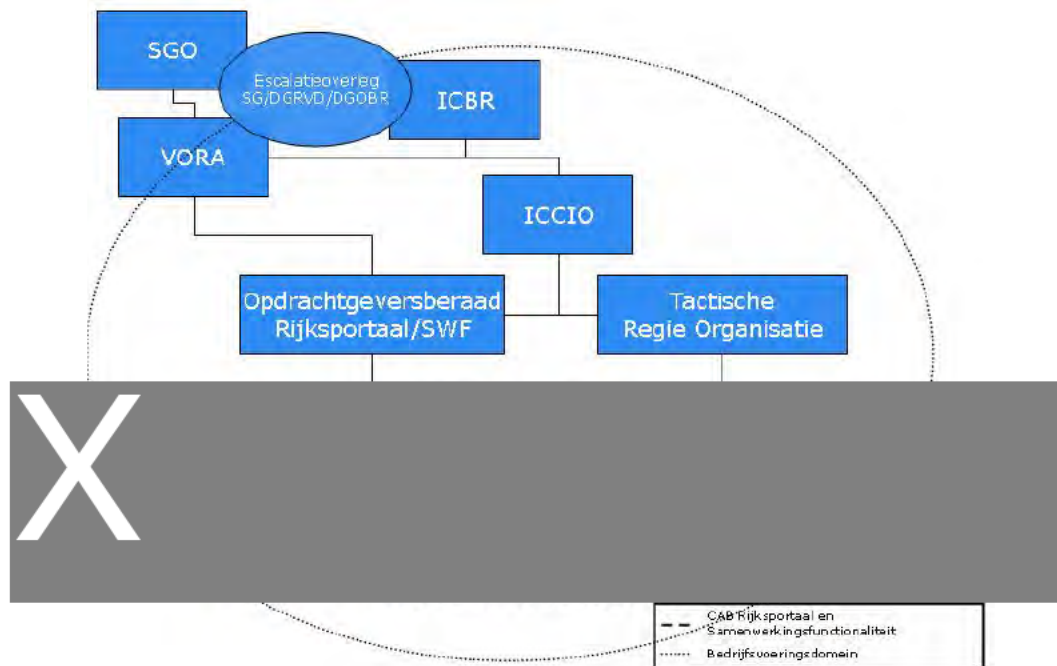 SGO
Escalatieoverleg
SG/DGRVD/DGOBR
ICBR
VORA
ICCIO
Opdrachtgeversberaad
Rijksportaal/SWF
Tactische
Regie Organisatie
X
CAB Rijksportaal en
Samenwerkingsfunctionaliteit
Bedrijfsvoeringsdomein